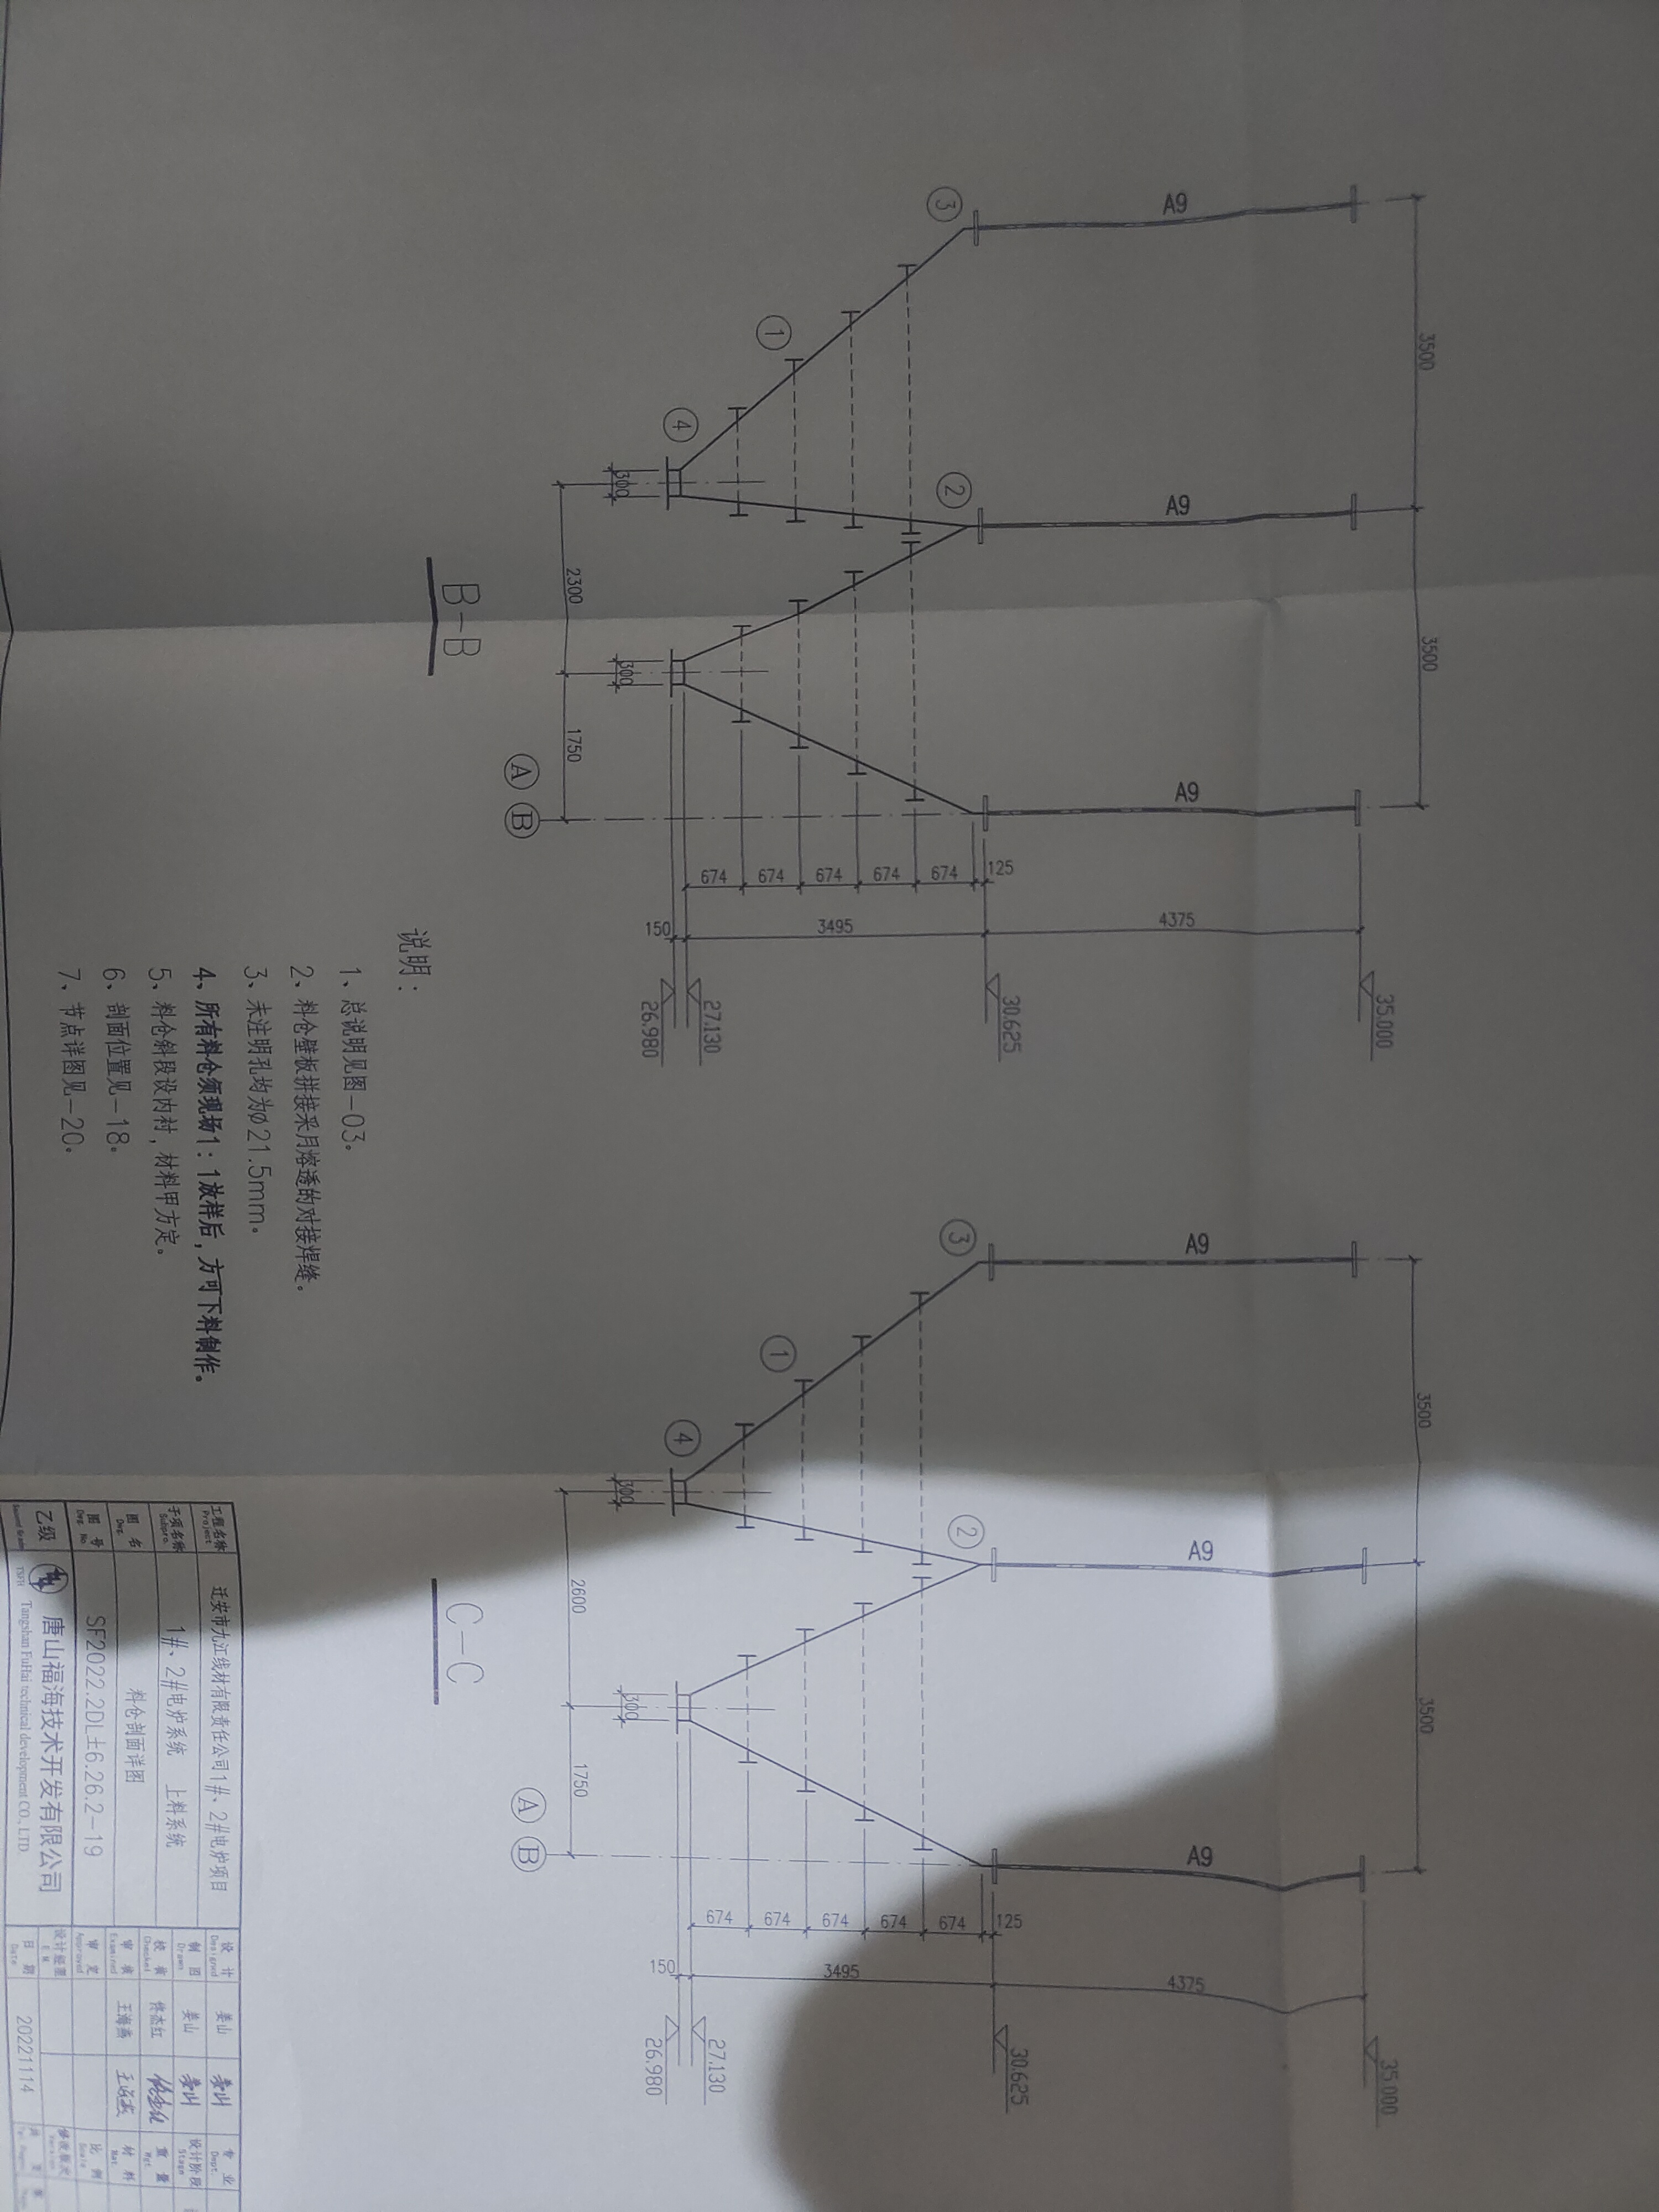 3500 3500
35.000
A9 A9 A9
4375
30.625
125
674
674
674
674
674
3495
③ ② ① ④
27.130
150
26.980
300 300
2300 1750
Ⓐ Ⓑ
B-B
3500 3500
35.000
A9 A9 A9
4375
30.625
125
674
674
674
674
674
3495
③ ② ① ④
27.130
150
26.980
300 300
2600 1750
Ⓐ Ⓑ
C-C
说明：
1、总说明见图-03。
2、料仓壁板拼接采月熔透的对接焊缝。
3、未注明孔均为ø21.5mm。
4、所有料仓须现场1：1放样后，方可下料制作。
5、料仓斜段设内衬，材料甲方定。
6、剖面位置见-18。
7、节点详图见-20。
工程名称 Project 迁安市九江线材有限责任公司1#、2#电炉项目
子项名称 Subpro. 1#、2#电炉系统 上料系统
图名 Dwg. 料仓剖面详图
图号 Dwg. No SF2022.2DL土6.26.2-19
乙级 Second Grade TSFH 唐山福海技术开发有限公司
Tangshan FuHai technical development CO., LTD.
设计 Designed 姜山 姜山 专业 Dept.
制图 Drawn 姜山 姜山 设计阶段 Stage
校核 Checked 佟杰红 重量 Wgt.
审核 Examined 王海燕 王海燕 材料 Mat.
审定 Approved 比例 Scale
设计经理 修改版次 Version
日期 Date 20221114